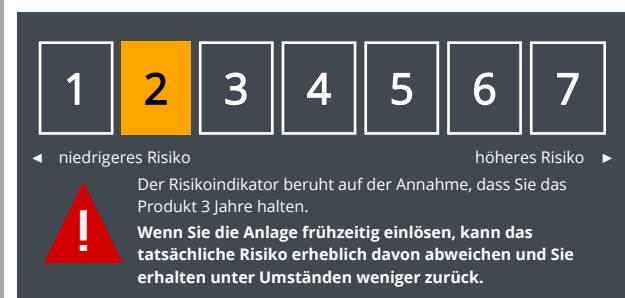 1 2 3 4 5 6 7
◄ niedrigeres Risiko höheres Risiko ►
Der Risikoindikator beruht auf der Annahme, dass Sie das
Produkt 3 Jahre halten.
Wenn Sie die Anlage frühzeitig einlösen, kann das
tatsächliche Risiko erheblich davon abweichen und Sie
erhalten unter Umständen weniger zurück.
!